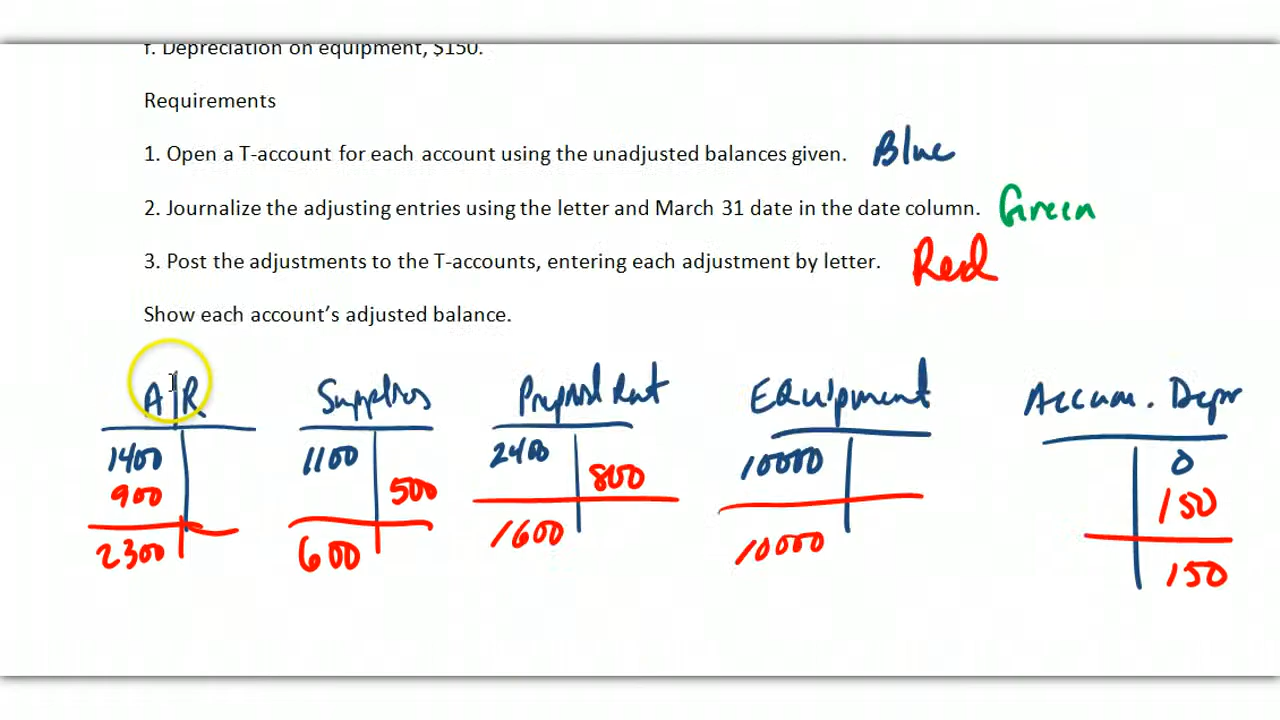 f. Depreciation on equipment, $150.
Requirements
1. Open a T-account for each account using the unadjusted balances given. Blue
2. Journalize the adjusting entries using the letter and March 31 date in the date column. Green
3. Post the adjustments to the T-accounts, entering each adjustment by letter. Red
Show each account’s adjusted balance.
A/R Supplies Prepaid Rent Equipment Accum. Depr
1400 1100 2400 10000 0
900 500 800 150
2300 600 1600 10000 150